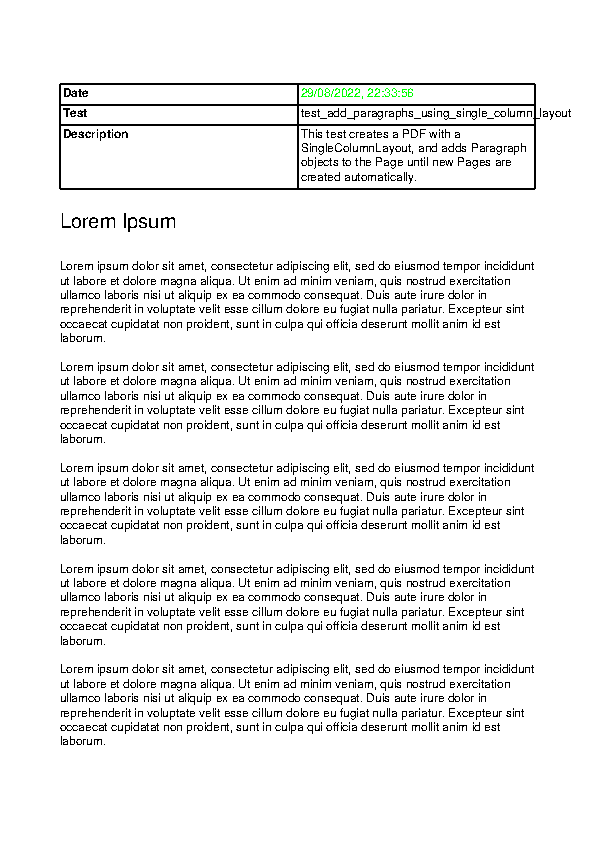 Date 29/08/2022, 22:33:56
Test test_add_paragraphs_using_single_column_layout
Description This test creates a PDF with a
SingleColumnLayout, and adds Paragraph
objects to the Page until new Pages are
created automatically.
Lorem Ipsum
Lorem ipsum dolor sit amet, consectetur adipiscing elit, sed do eiusmod tempor incididunt
ut labore et dolore magna aliqua. Ut enim ad minim veniam, quis nostrud exercitation
ullamco laboris nisi ut aliquip ex ea commodo consequat. Duis aute irure dolor in
reprehenderit in voluptate velit esse cillum dolore eu fugiat nulla pariatur. Excepteur sint
occaecat cupidatat non proident, sunt in culpa qui officia deserunt mollit anim id est
laborum.
Lorem ipsum dolor sit amet, consectetur adipiscing elit, sed do eiusmod tempor incididunt
ut labore et dolore magna aliqua. Ut enim ad minim veniam, quis nostrud exercitation
ullamco laboris nisi ut aliquip ex ea commodo consequat. Duis aute irure dolor in
reprehenderit in voluptate velit esse cillum dolore eu fugiat nulla pariatur. Excepteur sint
occaecat cupidatat non proident, sunt in culpa qui officia deserunt mollit anim id est
laborum.
Lorem ipsum dolor sit amet, consectetur adipiscing elit, sed do eiusmod tempor incididunt
ut labore et dolore magna aliqua. Ut enim ad minim veniam, quis nostrud exercitation
ullamco laboris nisi ut aliquip ex ea commodo consequat. Duis aute irure dolor in
reprehenderit in voluptate velit esse cillum dolore eu fugiat nulla pariatur. Excepteur sint
occaecat cupidatat non proident, sunt in culpa qui officia deserunt mollit anim id est
laborum.
Lorem ipsum dolor sit amet, consectetur adipiscing elit, sed do eiusmod tempor incididunt
ut labore et dolore magna aliqua. Ut enim ad minim veniam, quis nostrud exercitation
ullamco laboris nisi ut aliquip ex ea commodo consequat. Duis aute irure dolor in
reprehenderit in voluptate velit esse cillum dolore eu fugiat nulla pariatur. Excepteur sint
occaecat cupidatat non proident, sunt in culpa qui officia deserunt mollit anim id est
laborum.
Lorem ipsum dolor sit amet, consectetur adipiscing elit, sed do eiusmod tempor incididunt
ut labore et dolore magna aliqua. Ut enim ad minim veniam, quis nostrud exercitation
ullamco laboris nisi ut aliquip ex ea commodo consequat. Duis aute irure dolor in
reprehenderit in voluptate velit esse cillum dolore eu fugiat nulla pariatur. Excepteur sint
occaecat cupidatat non proident, sunt in culpa qui officia deserunt mollit anim id est
laborum.